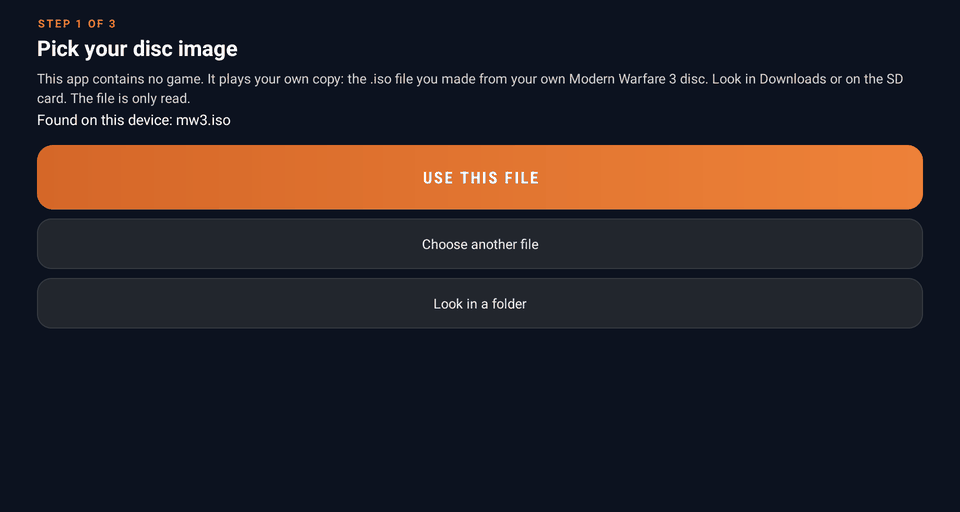 STEP 1 OF 3
Pick your disc image
This app contains no game. It plays your own copy: the .iso file you made from your own Modern Warfare 3 disc. Look in Downloads or on the SD
card. The file is only read.
Found on this device: mw3.iso
USE THIS FILE
Choose another file
Look in a folder